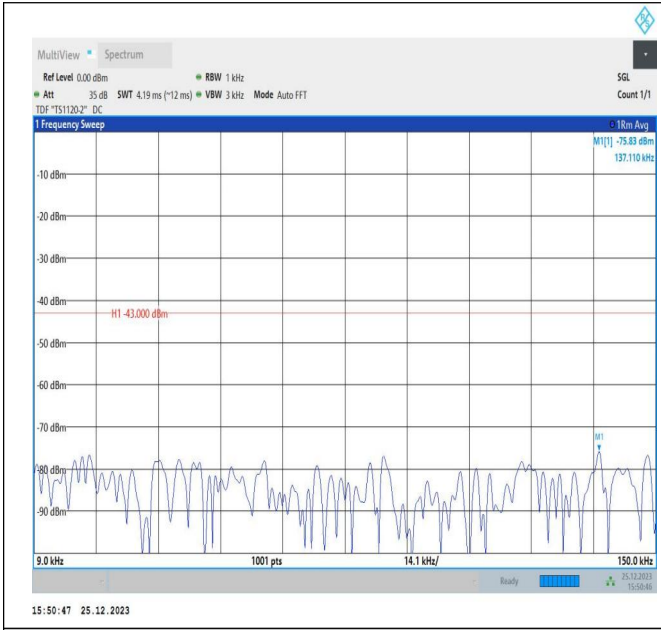 MultiView Spectrum
Ref Level 0.00 dBm RBW 1 kHz SGL
Att 35 dB SWT 4.19 ms (~12 ms) VBW 3 kHz Mode Auto FFT Count 1/1
TDF "TS1120-2" DC
1 Frequency Sweep 1Rm Avg
M1[1] -75.83 dBm
137.110 kHz
-10 dBm
-20 dBm
-30 dBm
-40 dBm
H1 -43.000 dBm
-50 dBm
-60 dBm
-70 dBm
M1
-80 dBm
-90 dBm
9.0 kHz 1001 pts 14.1 kHz/ 150.0 kHz
Ready 25.12.2023
15:50:46
15:50:47 25.12.2023